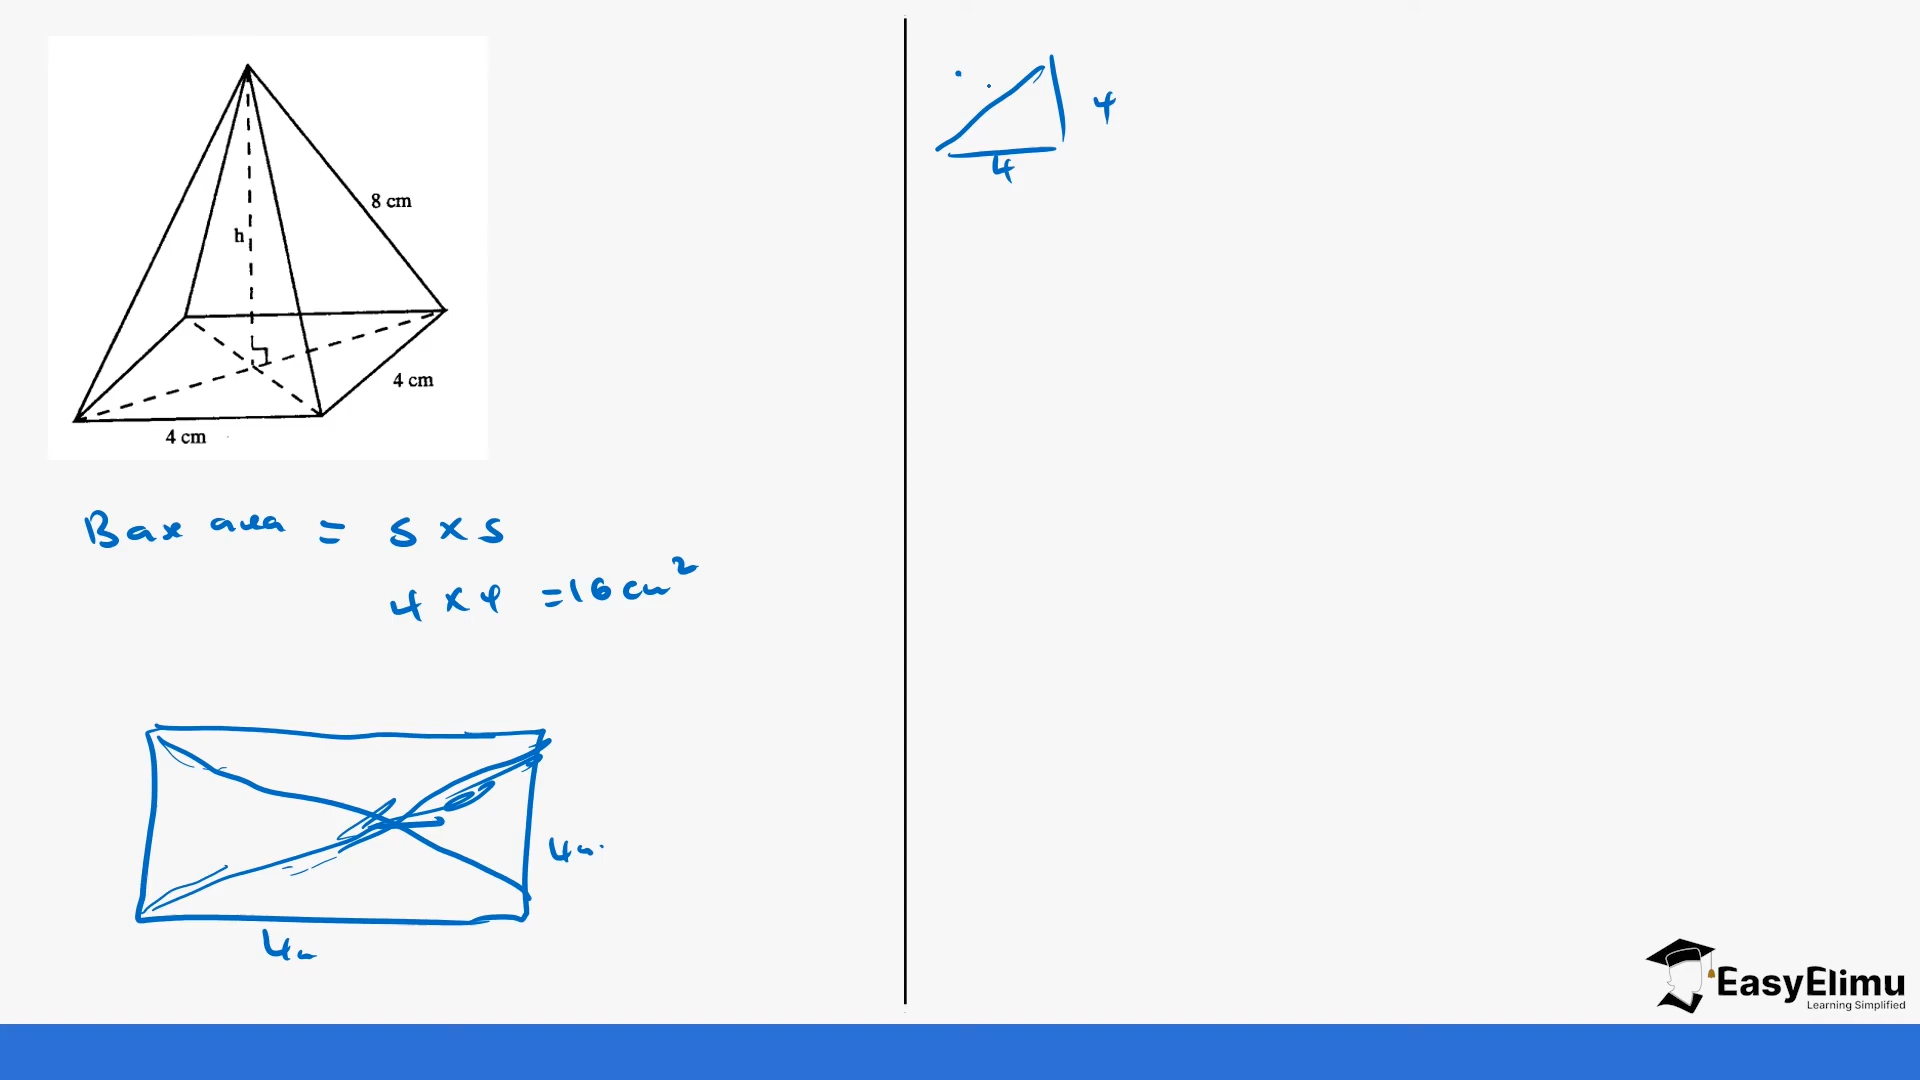 8 cm
h
4 cm
4 cm
Base area = s x s
4 x 4 = 16 cm²
4
4
EasyElimu
Learning Simplified